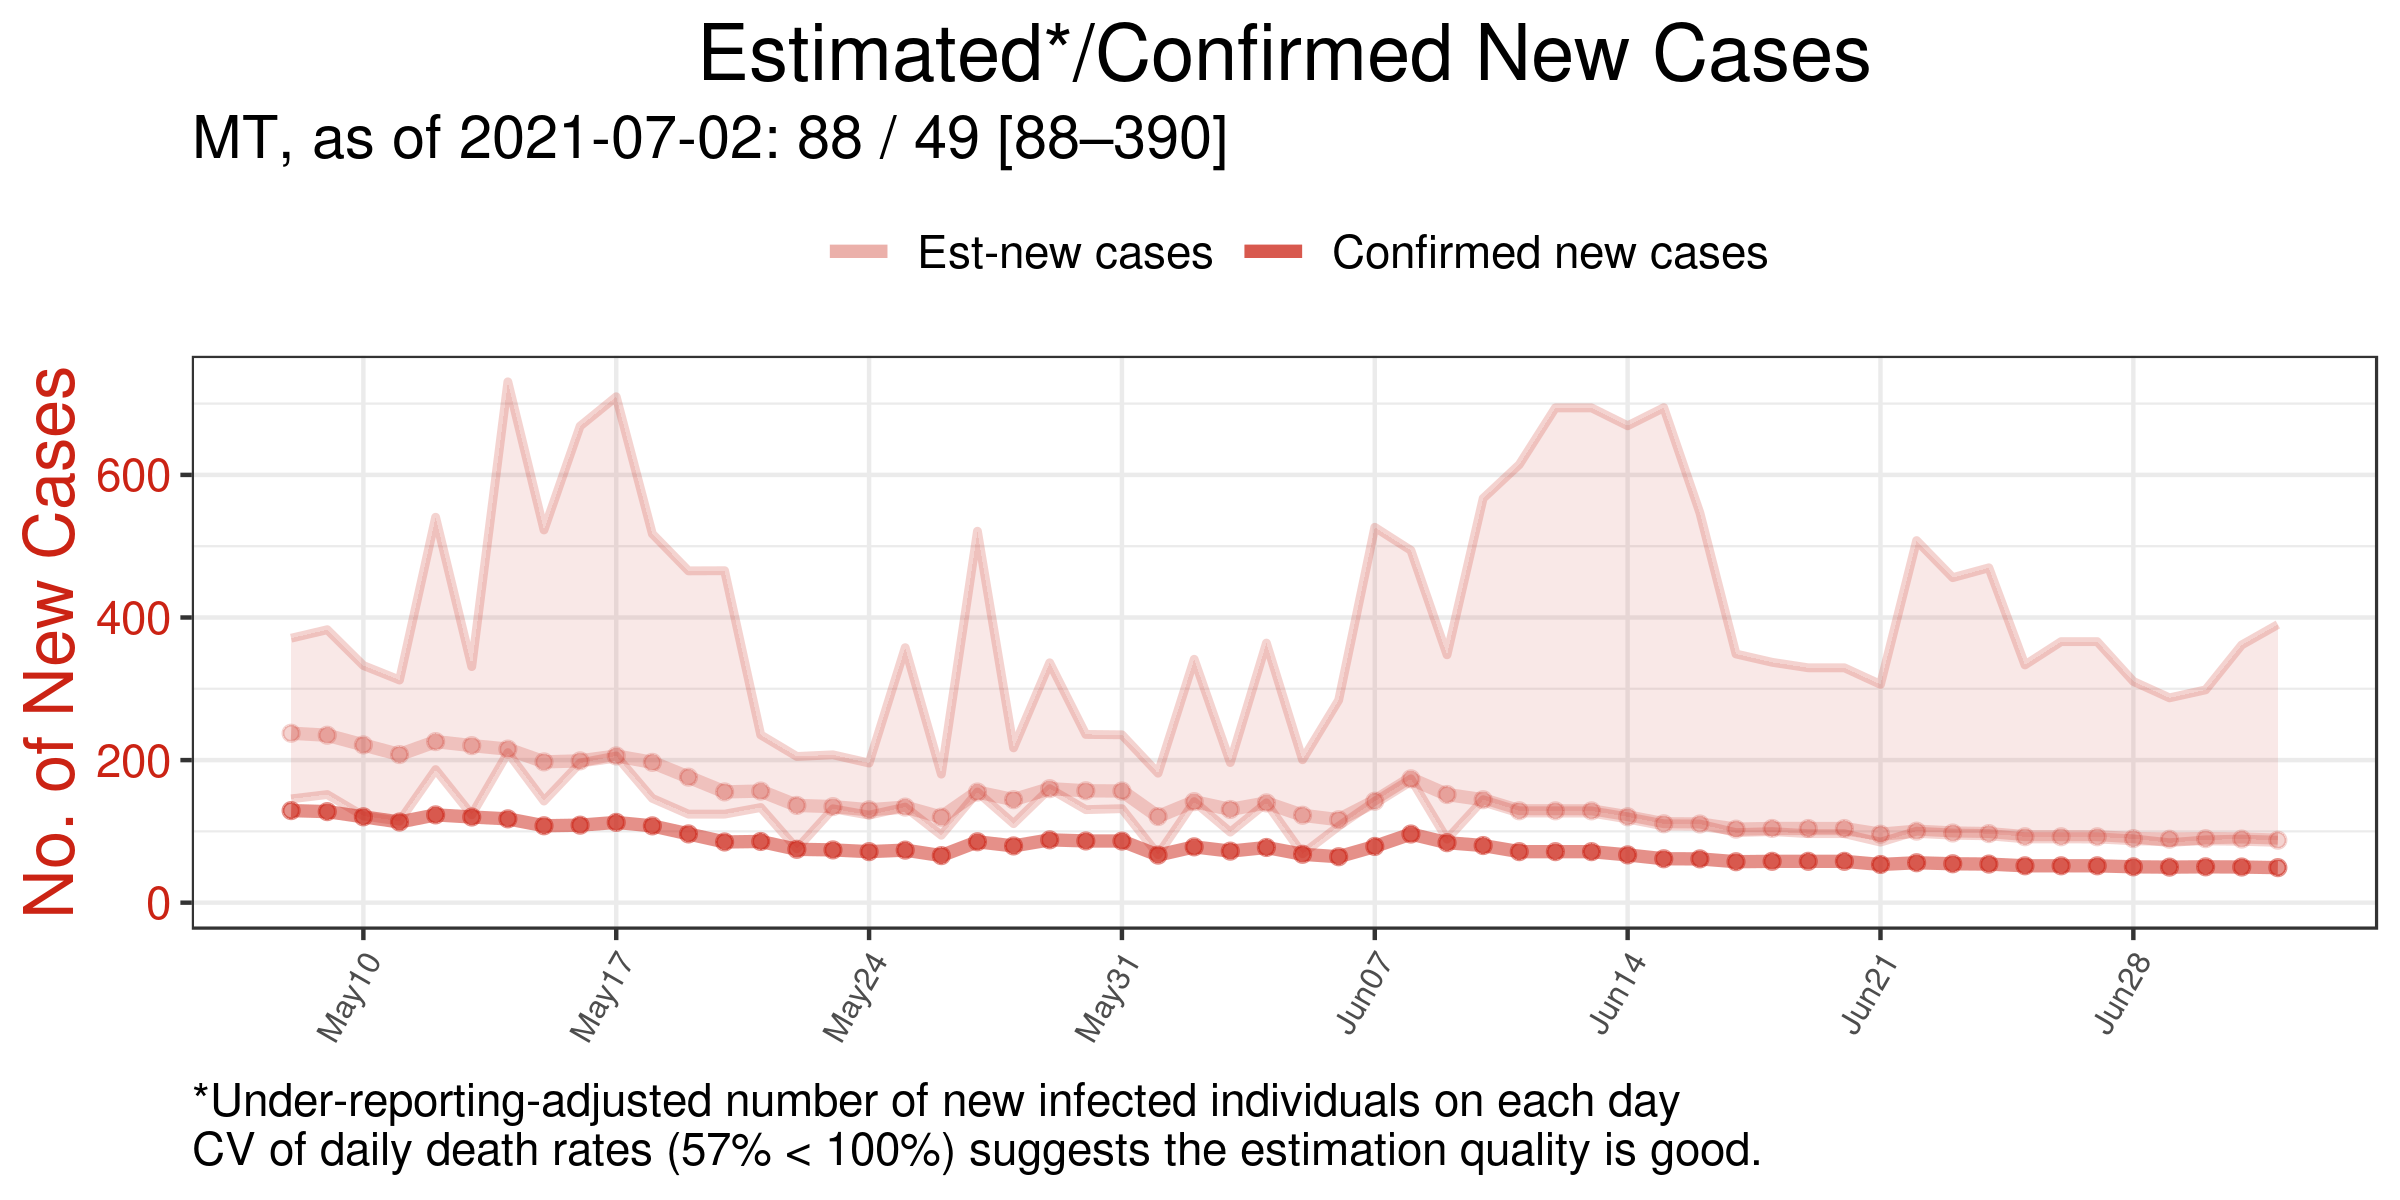 Estimated*/Confirmed New Cases
MT, as of 2021-07-02: 88 / 49 [88–390]
Est-new cases
Confirmed new cases
No. of New Cases
600
400
200
0
May10
May17
May24
May31
Jun07
Jun14
Jun21
Jun28
*Under-reporting-adjusted number of new infected individuals on each day
CV of daily death rates (57% < 100%) suggests the estimation quality is good.